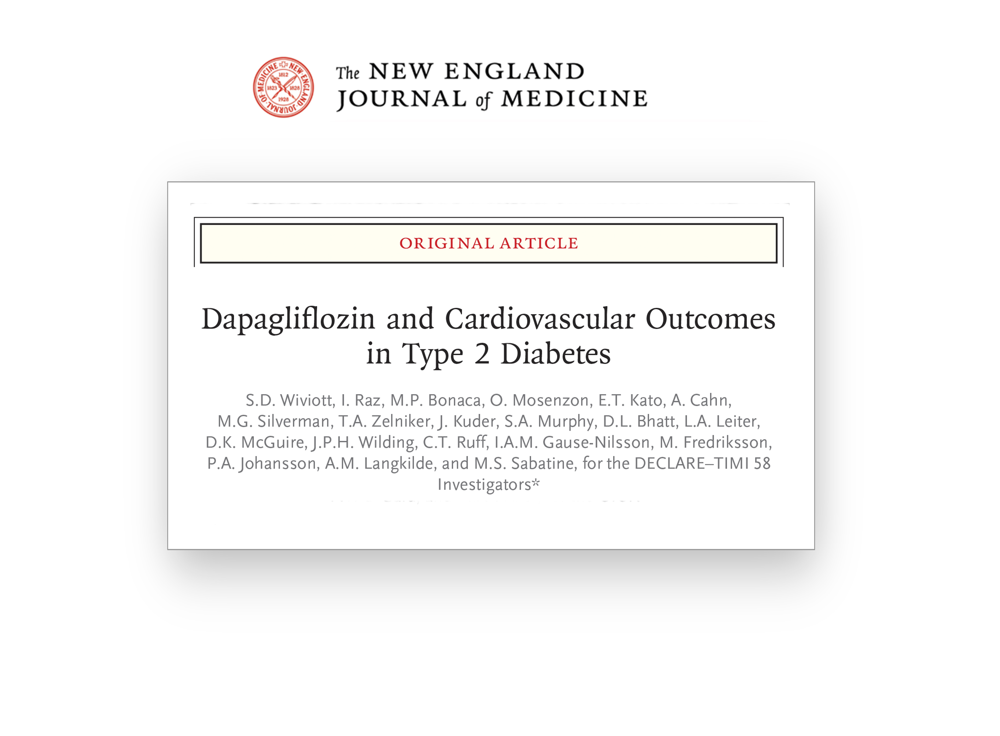 NEW ENGLAND JOURNAL OF MEDICINE
1812
1823 1828
1928
The NEW ENGLAND
JOURNAL of MEDICINE
ORIGINAL ARTICLE
Dapagliflozin and Cardiovascular Outcomes
in Type 2 Diabetes
S.D. Wiviott, I. Raz, M.P. Bonaca, O. Mosenzon, E.T. Kato, A. Cahn,
M.G. Silverman, T.A. Zelniker, J. Kuder, S.A. Murphy, D.L. Bhatt, L.A. Leiter,
D.K. McGuire, J.P.H. Wilding, C.T. Ruff, I.A.M. Gause-Nilsson, M. Fredriksson,
P.A. Johansson, A.M. Langkilde, and M.S. Sabatine, for the DECLARE–TIMI 58
Investigators*